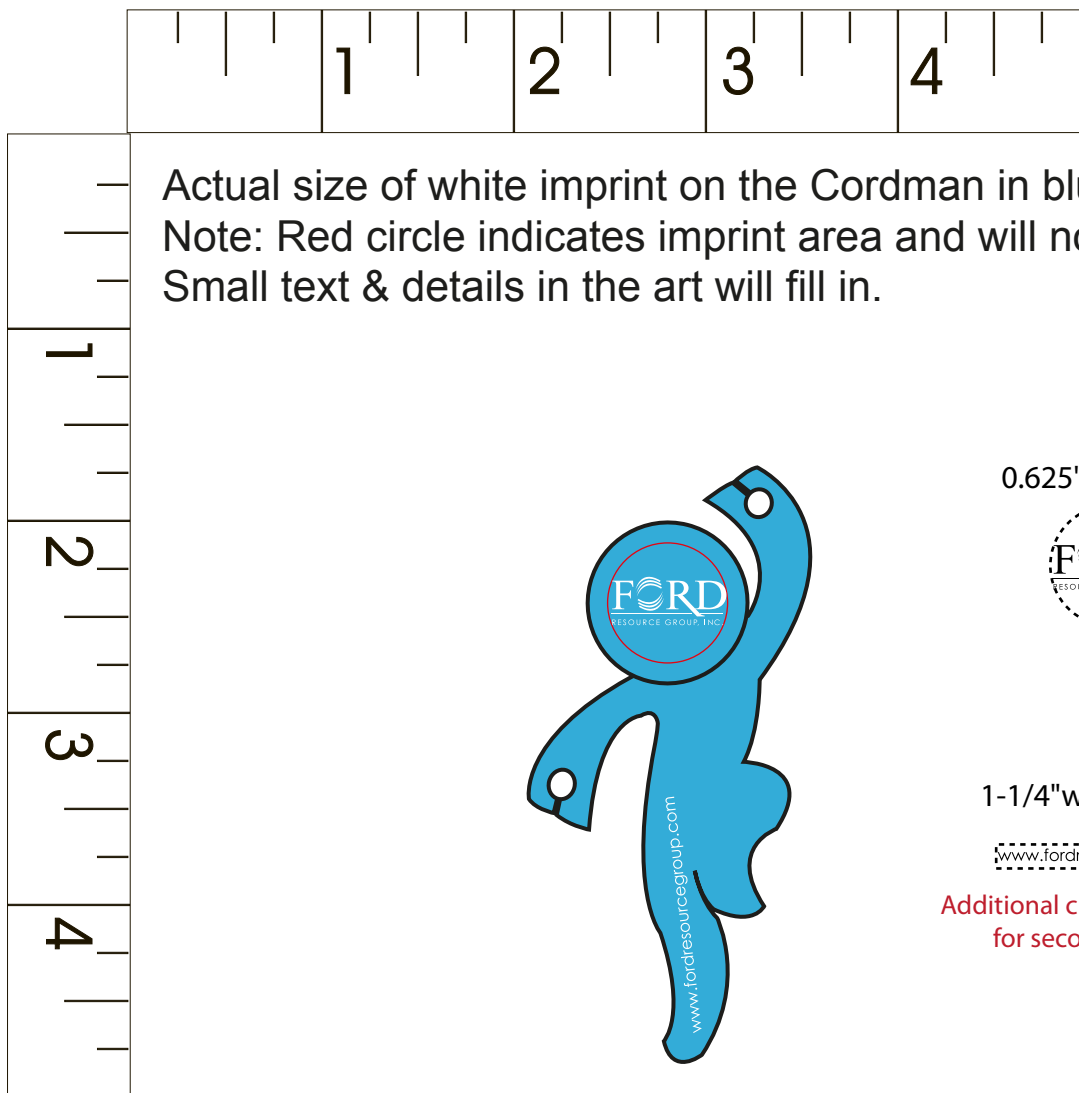 1 2 3 4
Actual size of white imprint on the Cordman in
Note: Red circle indicates imprint area and will
Small text & details in the art will fill in.
1
2
3
4
0.625"
FORD
RESOURCE GROUP, INC.
1-1/4"w
www.fordresourcegroup.com
Additional
for